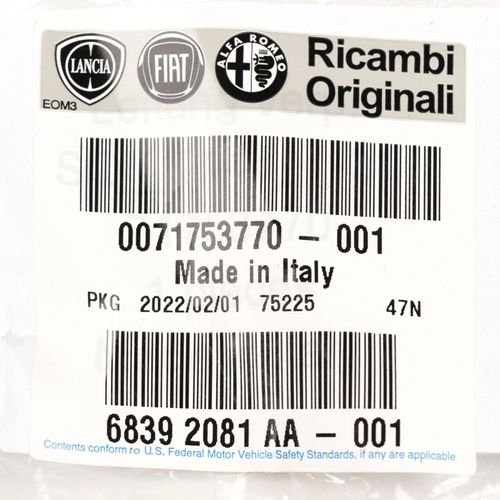 LANCIA
FIAT
ALFA ROMEO
Ricambi
Originali
EOM3
0071753770 - 001
Made in Italy
PKG 2022/02/01 75225 47N
6839 2081 AA - 001
Contents conform to U.S. Federal Motor Vehicle Safety Standards, if any are applicable.